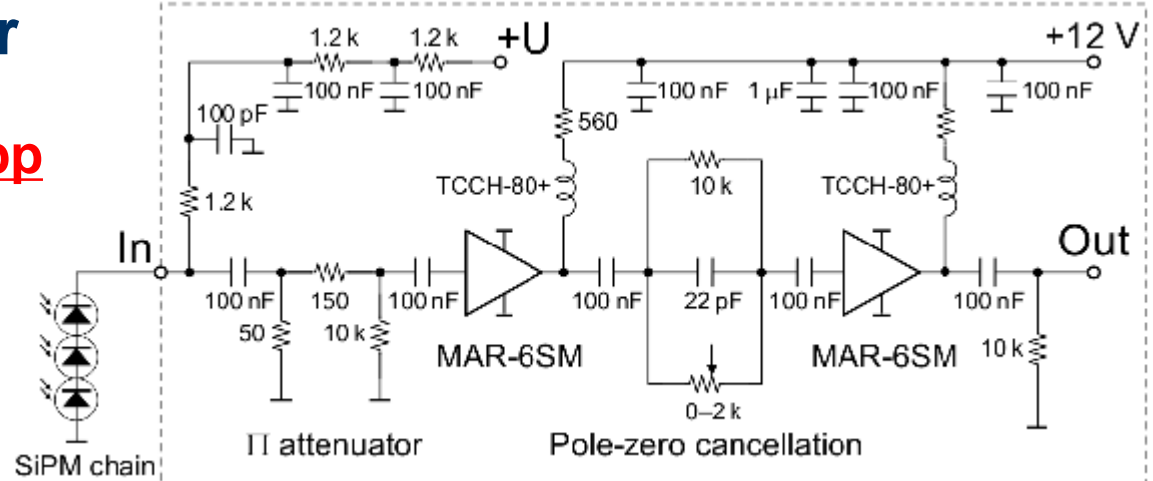 r
op
1.2 k
1.2 k
+U
+12 V
100 nF
100 nF
100 nF
1 µF
100 nF
100 nF
100 pF
560
TCCH-80+
10 k
TCCH-80+
1.2 k
In
Out
100 nF
150
100 nF
100 nF
22 pF
100 nF
100 nF
50
10 k
MAR-6SM
MAR-6SM
10 k
0–2 k
Π attenuator
Pole-zero cancellation
SiPM chain